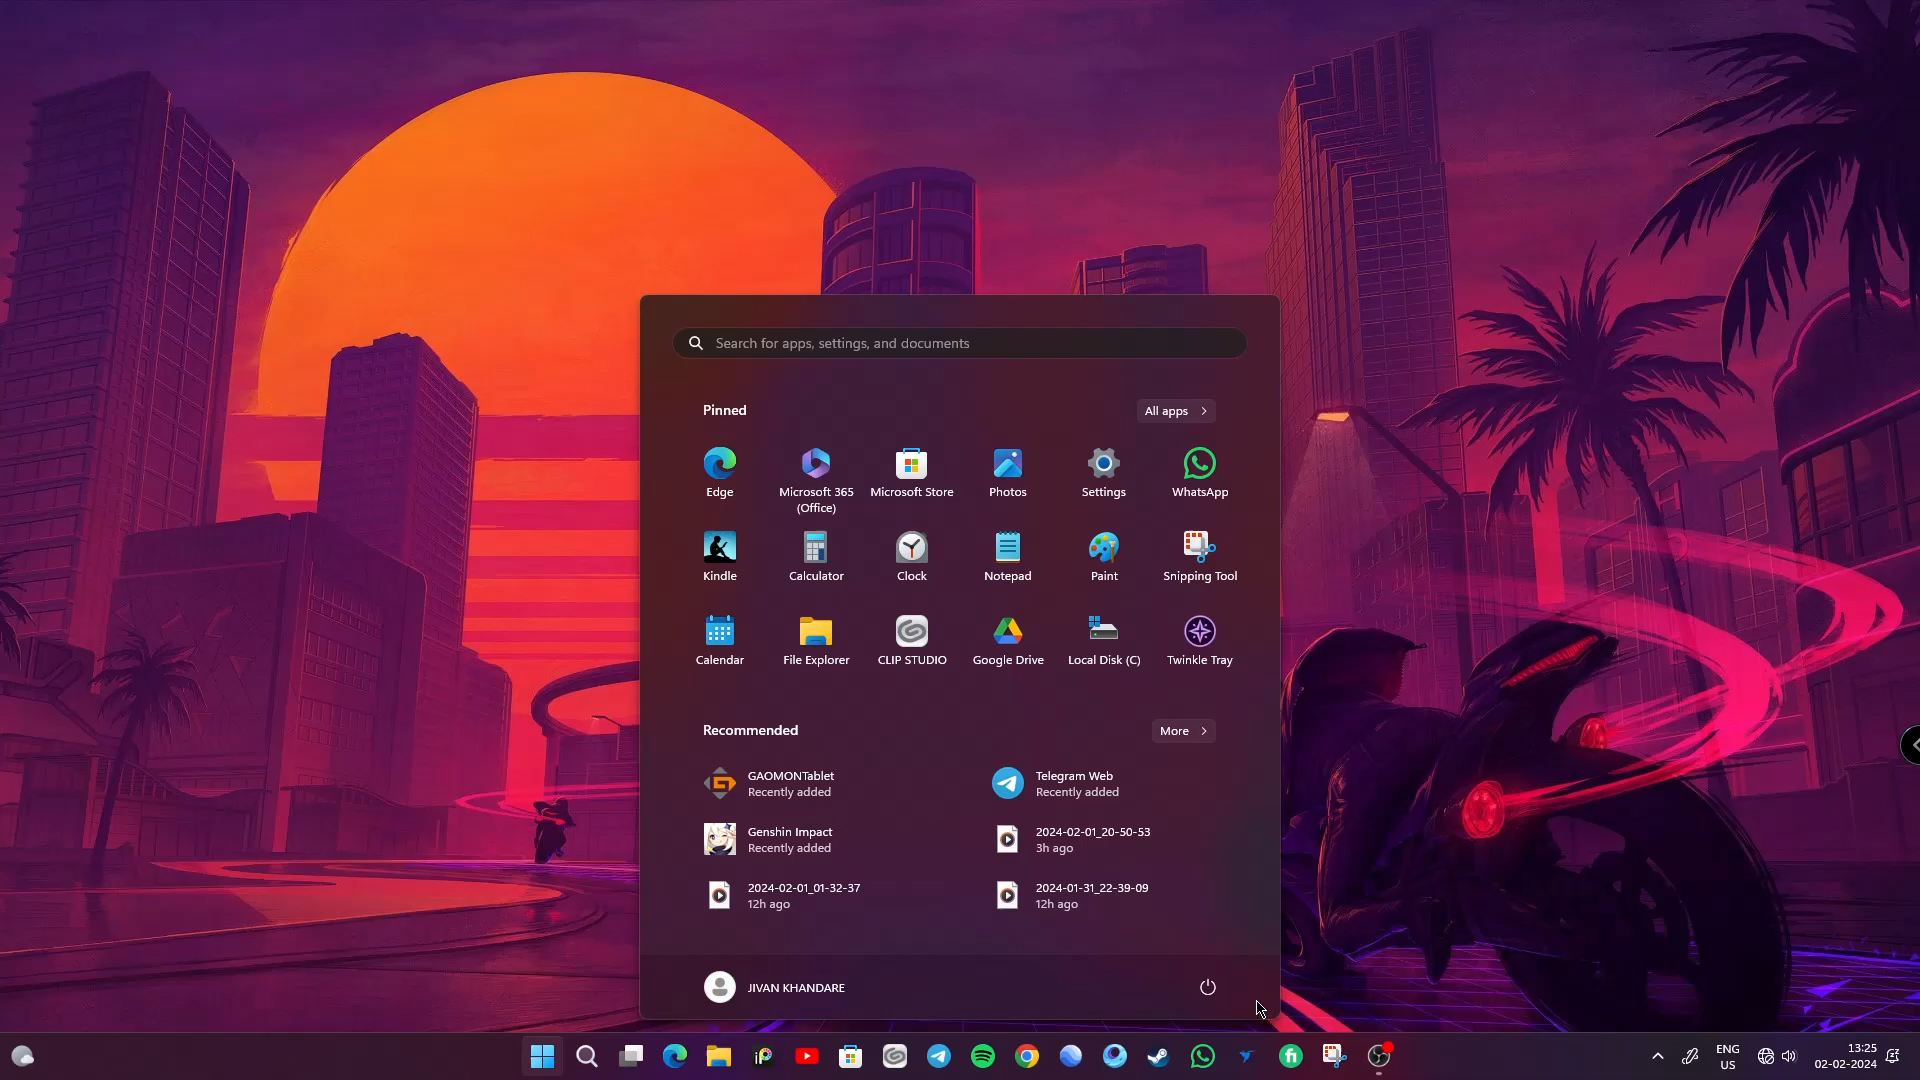 Search for apps, settings, and documents
Pinned
All apps
Edge
Microsoft 365
(Office)
Microsoft Store
Photos
Settings
WhatsApp
Kindle
Calculator
Clock
Notepad
Paint
Snipping Tool
Calendar
File Explorer
CLIP STUDIO
Google Drive
Local Disk (C)
Twinkle Tray
Recommended
More
GAOMONTablet
Recently added
Telegram Web
Recently added
Genshin Impact
Recently added
2024-02-01_20-50-53
3h ago
2024-02-01_01-32-37
12h ago
2024-01-31_22-39-09
12h ago
JIVAN KHANDARE
ENG
US
13:25
02-02-2024